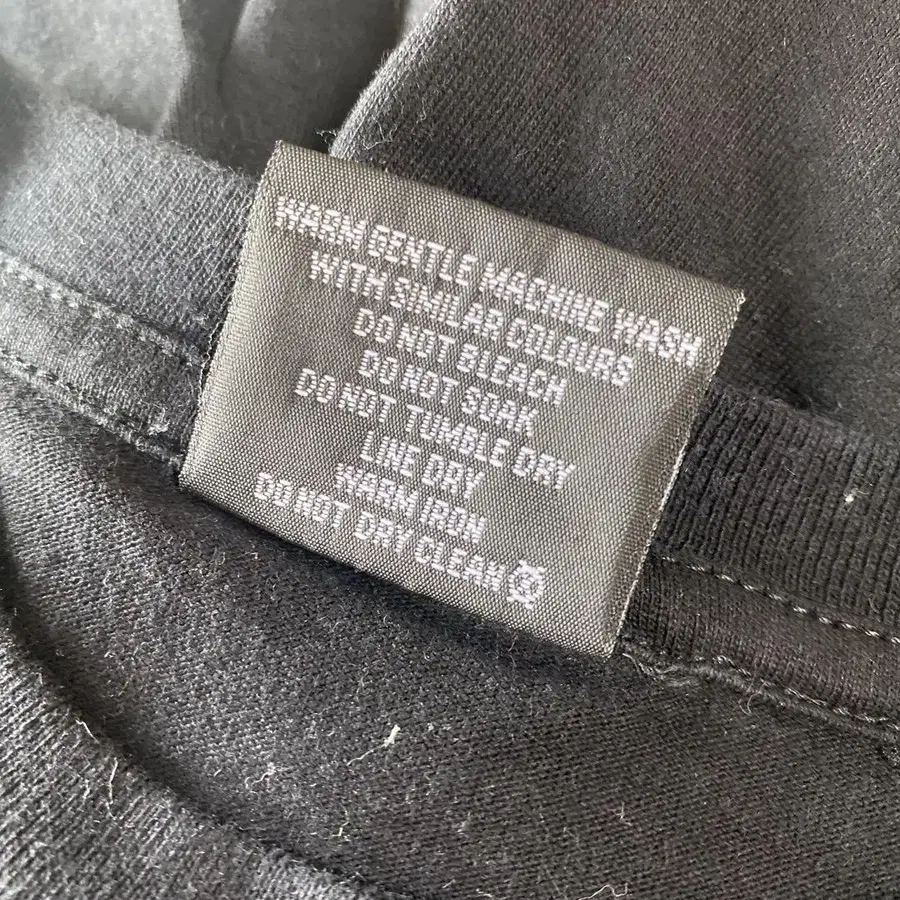 WARM GENTLE MACHINE WASH
WITH SIMILAR COLOURS
DO NOT BLEACH
DO NOT SOAK
DO NOT TUMBLE DRY
LINE DRY
WARM IRON
DO NOT DRY CLEAN